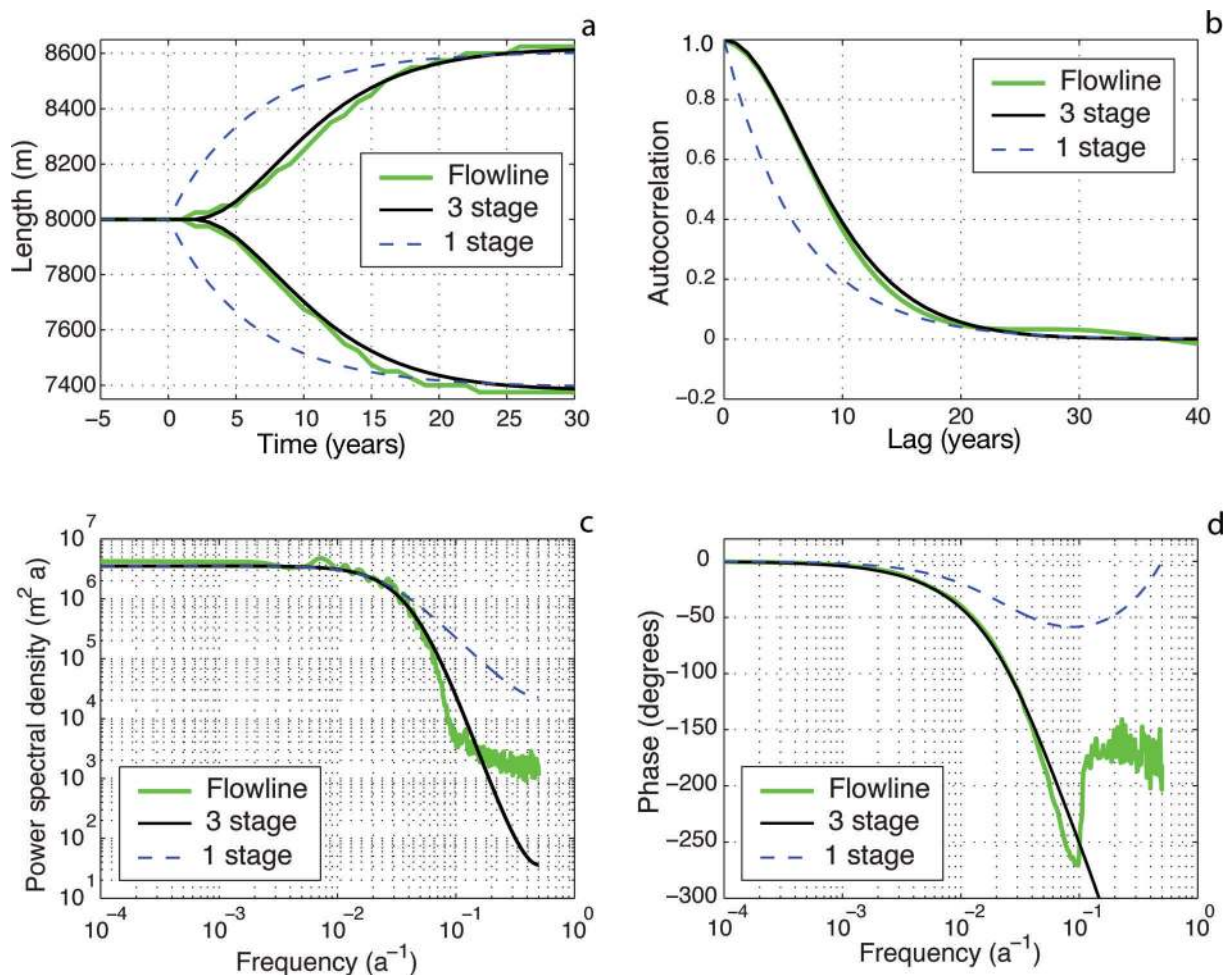 a
8600
8400
8200
8000
7800
7600
7400
Length (m)
Flowline
3 stage
1 stage
−5 0 5 10 15 20 25 30
Time (years)
b
1.0
0.8
0.6
0.4
0.2
0
−0.2
Autocorrelation
Flowline
3 stage
1 stage
0 10 20 30 40
Lag (years)
c
10^7
10^6
10^5
10^4
10^3
10^2
10^1
Power spectral density (m² a)
Flowline
3 stage
1 stage
10^−4 10^−3 10^−2 10^−1 10^0
Frequency (a⁻¹)
d
0
−50
−100
−150
−200
−250
−300
Phase (degrees)
Flowline
3 stage
1 stage
10^−4 10^−3 10^−2 10^−1 10^0
Frequency (a⁻¹)